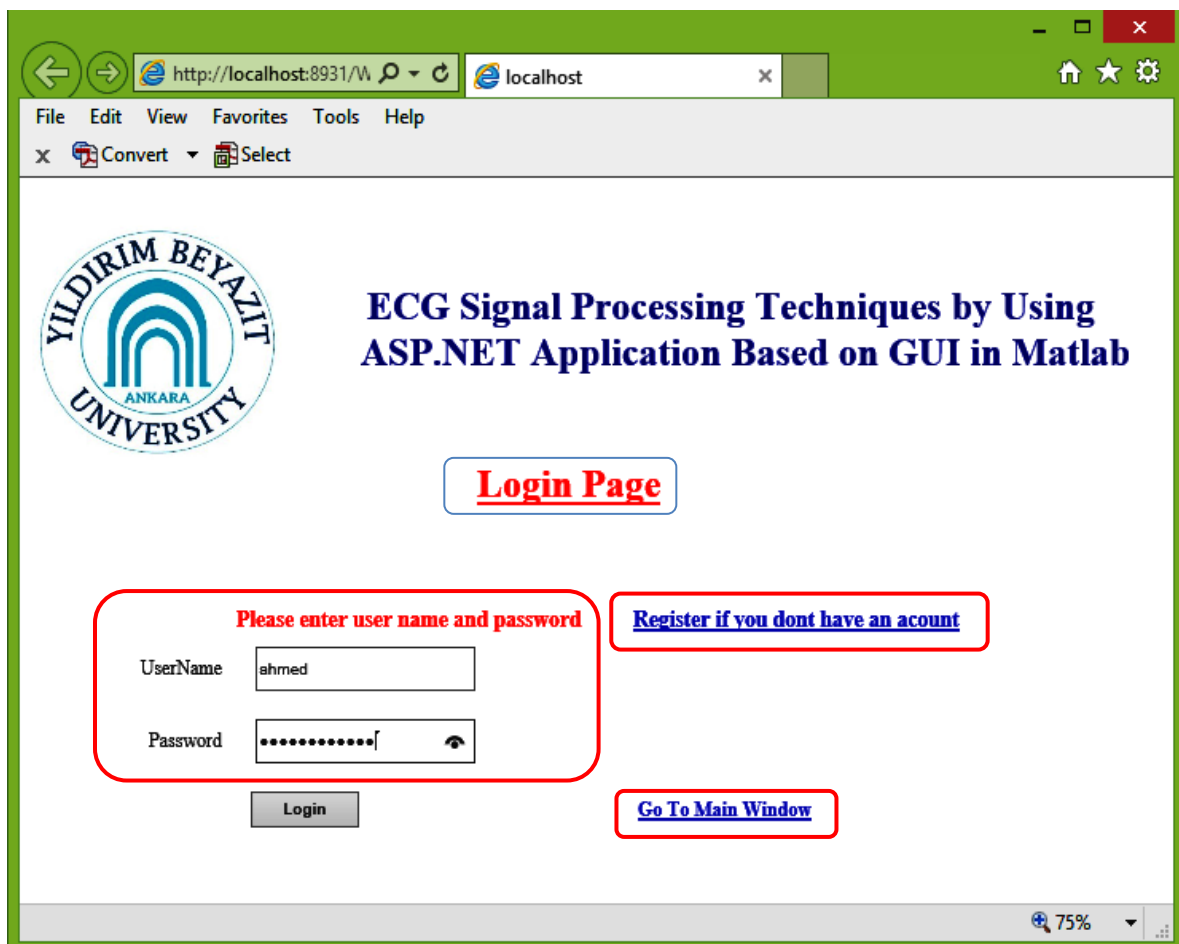 http://localhost:8931/W
localhost
File Edit View Favorites Tools Help
x Convert Select
YILDIRIM BEYAZIT
ANKARA
UNIVERSITY
ECG Signal Processing Techniques by Using
ASP.NET Application Based on GUI in Matlab
Login Page
Please enter user name and password
Register if you dont have an acount
UserName ahmed
Password ••••••••••••
Login
Go To Main Window
75%